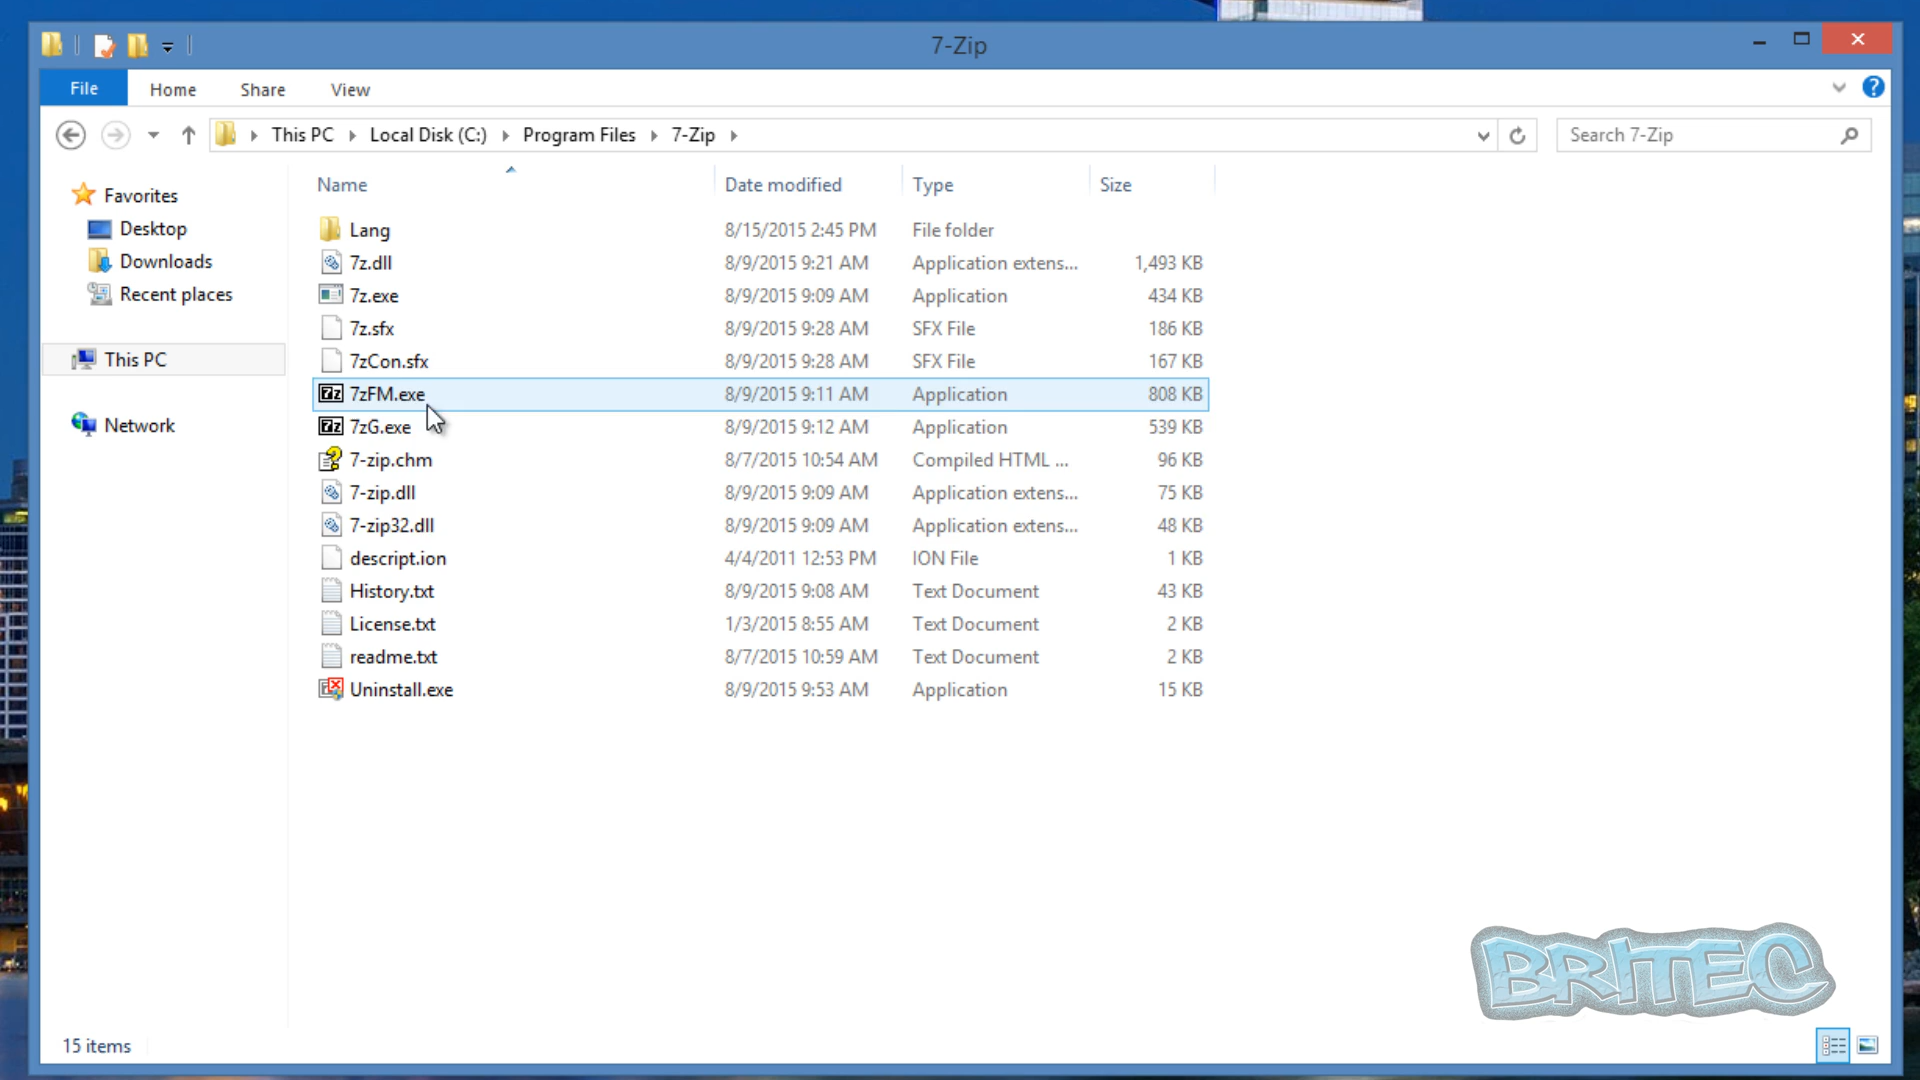 7-Zip
File Home Share View
This PC Local Disk (C:) Program Files 7-Zip Search 7-Zip
Name Date modified Type Size
Favorites
Desktop
Downloads
Recent places
This PC
Network
Lang 8/15/2015 2:45 PM File folder
7z.dll 8/9/2015 9:21 AM Application extens... 1,493 KB
7z.exe 8/9/2015 9:09 AM Application 434 KB
7z.sfx 8/9/2015 9:28 AM SFX File 186 KB
7zCon.sfx 8/9/2015 9:28 AM SFX File 167 KB
7z 7zFM.exe 8/9/2015 9:11 AM Application 808 KB
7z 7zG.exe 8/9/2015 9:12 AM Application 539 KB
7-zip.chm 8/7/2015 10:54 AM Compiled HTML ... 96 KB
7-zip.dll 8/9/2015 9:09 AM Application extens... 75 KB
7-zip32.dll 8/9/2015 9:09 AM Application extens... 48 KB
descript.ion 4/4/2011 12:53 PM ION File 1 KB
History.txt 8/9/2015 9:08 AM Text Document 43 KB
License.txt 1/3/2015 8:55 AM Text Document 2 KB
readme.txt 8/7/2015 10:59 AM Text Document 2 KB
Uninstall.exe 8/9/2015 9:53 AM Application 15 KB
BRITEC
15 items